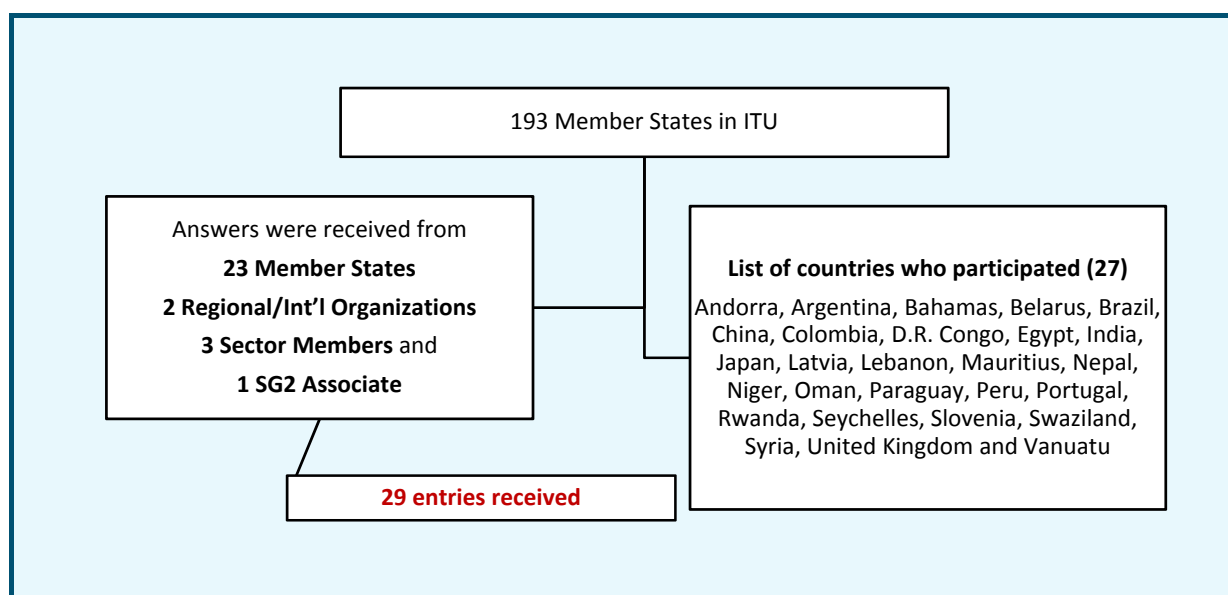 193 Member States in ITU
Answers were received from
23 Member States
2 Regional/Int'l Organizations
3 Sector Members and
1 SG2 Associate
29 entries received
List of countries who participated (27)
Andorra, Argentina, Bahamas, Belarus, Brazil,
China, Colombia, D.R. Congo, Egypt, India,
Japan, Latvia, Lebanon, Mauritius, Nepal,
Niger, Oman, Paraguay, Peru, Portugal,
Rwanda, Seychelles, Slovenia, Swaziland,
Syria, United Kingdom and Vanuatu